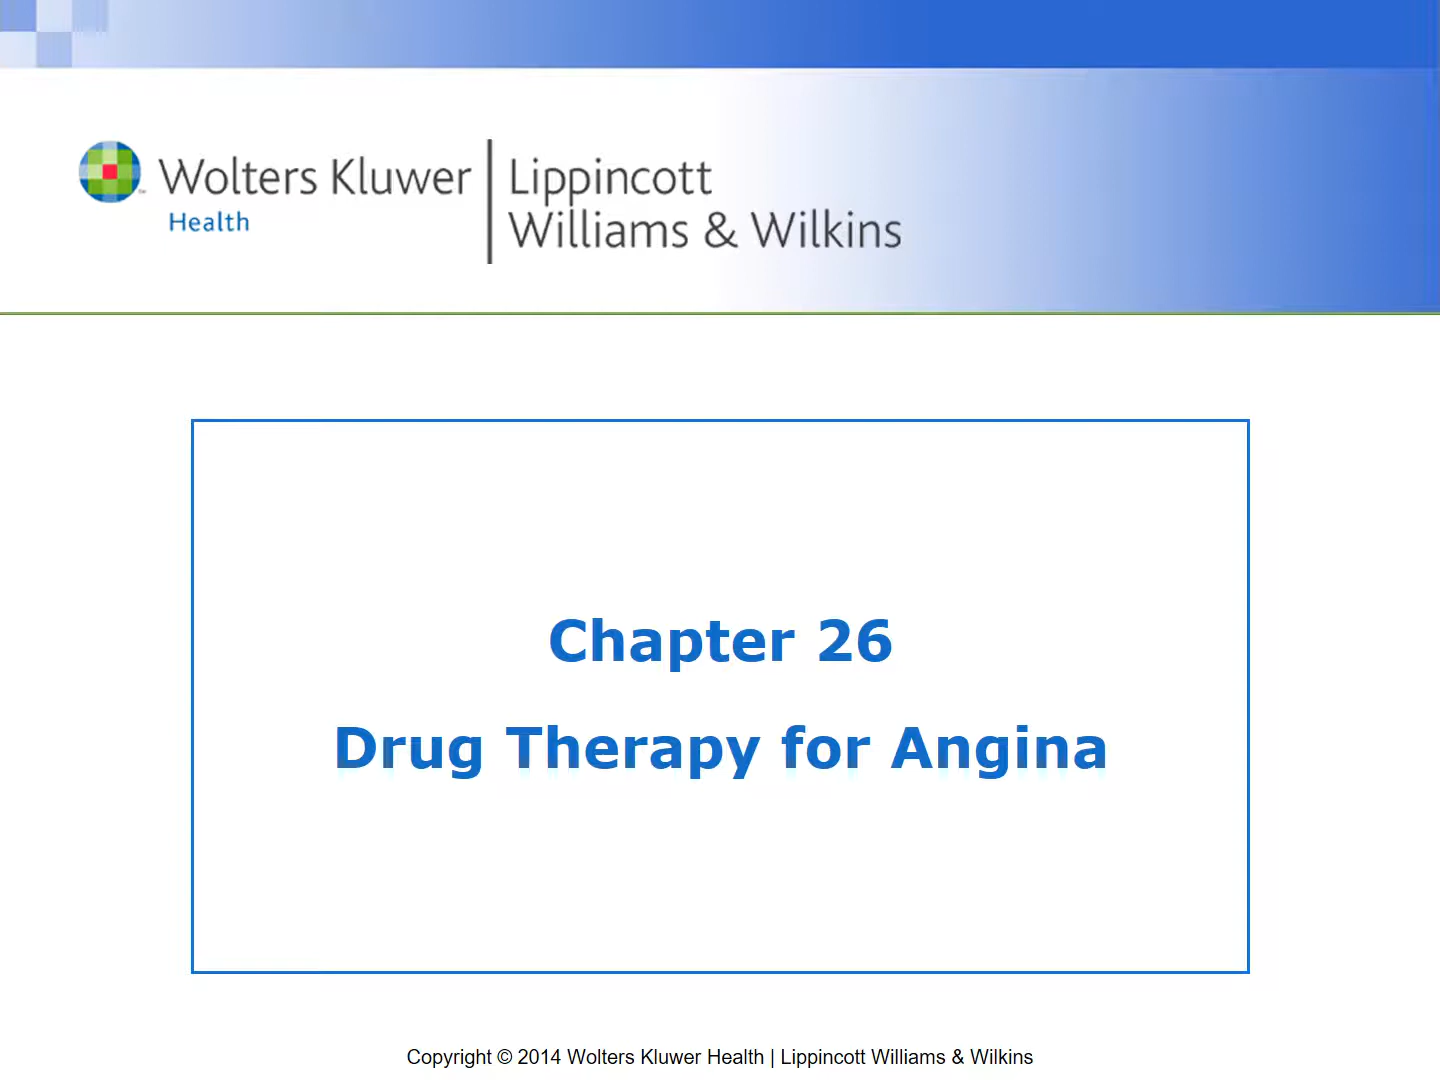 Wolters Kluwer
Health
Lippincott
Williams & Wilkins
Chapter 26
Drug Therapy for Angina
Copyright © 2014 Wolters Kluwer Health | Lippincott Williams & Wilkins